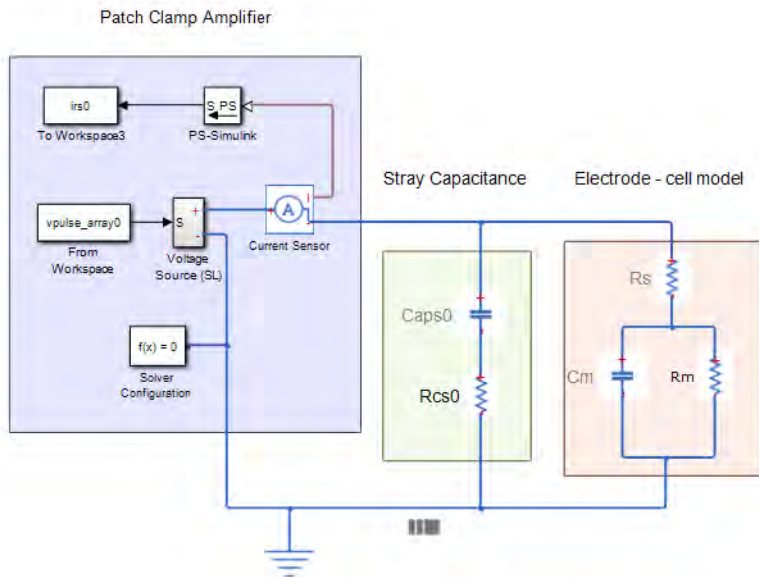 Patch Clamp Amplifier
irs0
To Workspace3
S PS
PS-Simulink
I
A
Current Sensor
vpulse_array0
From
Workspace
S
+
-
Voltage
Source (SL)
f(x) = 0
Solver
Configuration
Stray Capacitance
Caps0
Rcs0
Electrode - cell model
Rs
Cm
Rm